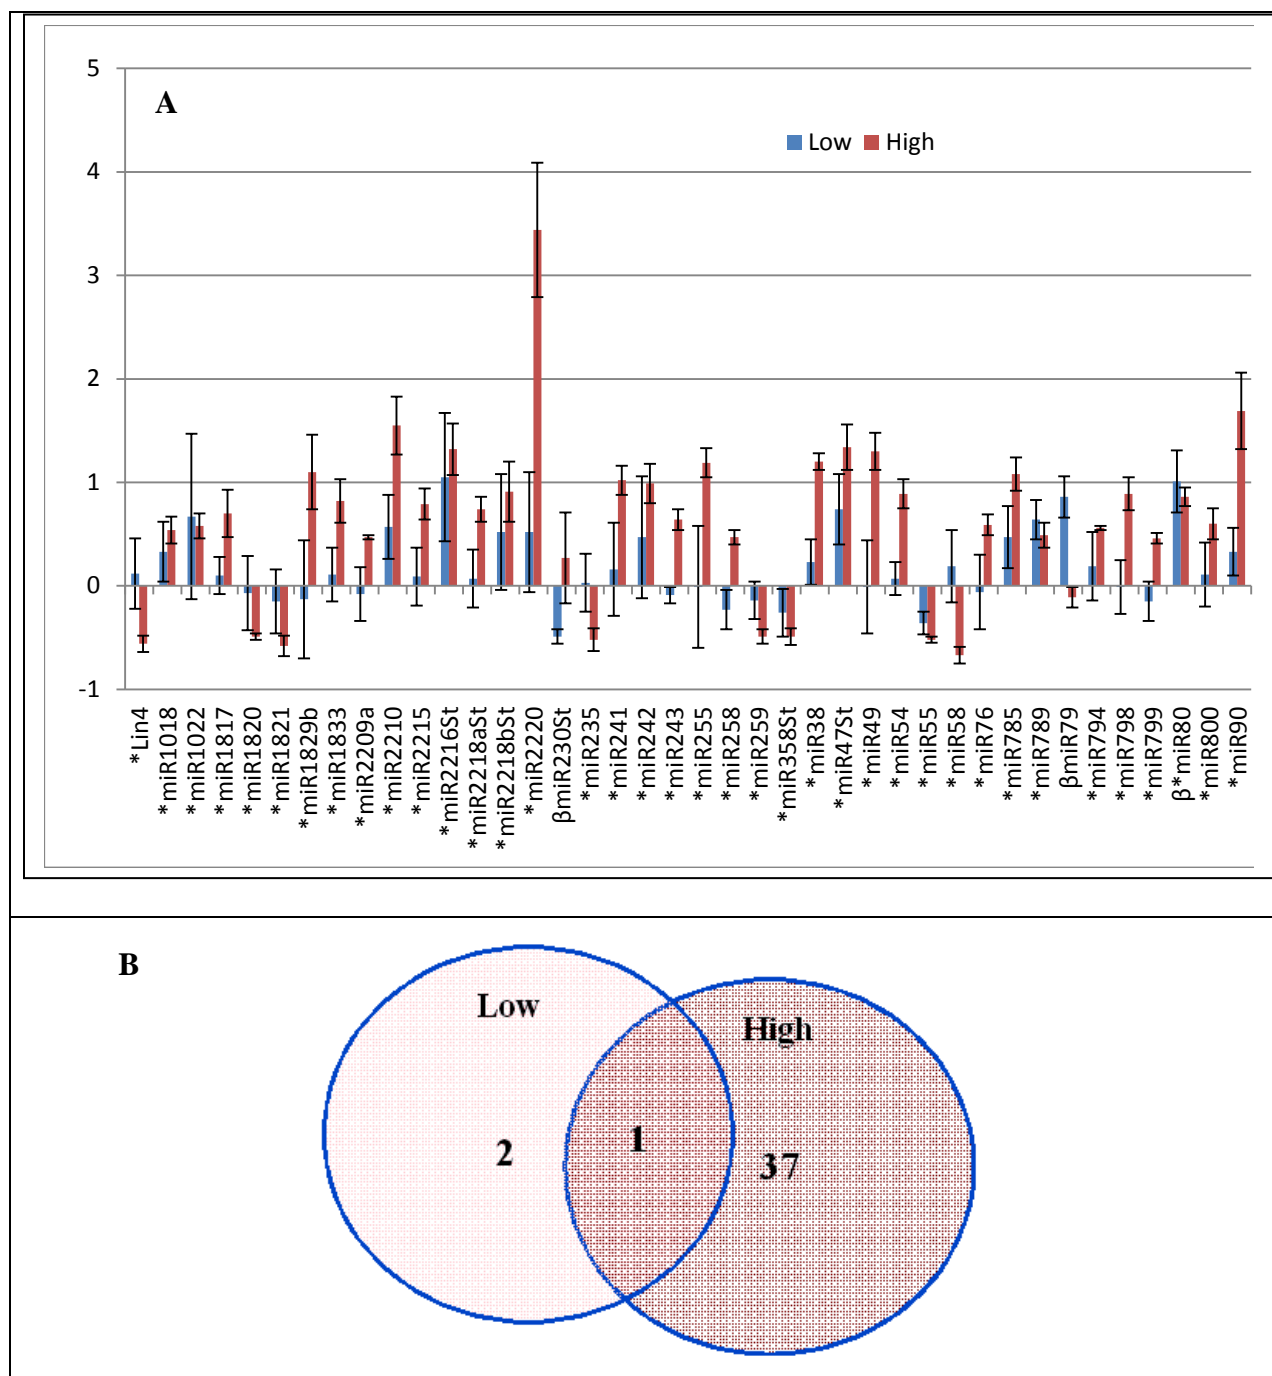 A
Low High
5
4
3
2
1
0
-1
*Lin4
*miR1018
*miR1022
*miR1817
*miR1820
*miR1821
*miR1829b
*miR1833
*miR2209a
*miR2210
*miR2215
*miR2216St
*miR2218aSt
*miR2218bSt
*miR2220
βmiR230St
*miR235
*miR241
*miR242
*miR243
*miR255
*miR258
*miR259
*miR358St
*miR38
*miR47St
*miR49
*miR54
*miR55
*miR58
*miR76
*miR785
*miR789
βmiR79
*miR794
*miR798
*miR799
β*miR80
*miR800
*miR90
B
Low
High
2
1
37